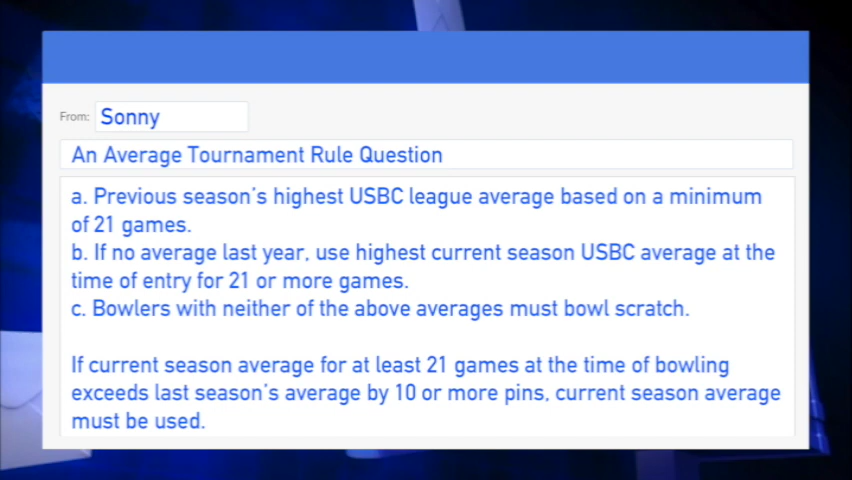 From: Sonny
An Average Tournament Rule Question
a. Previous season's highest USBC league average based on a minimum
of 21 games.
b. If no average last year, use highest current season USBC average at the
time of entry for 21 or more games.
c. Bowlers with neither of the above averages must bowl scratch.
If current season average for at least 21 games at the time of bowling
exceeds last season's average by 10 or more pins, current season average
must be used.